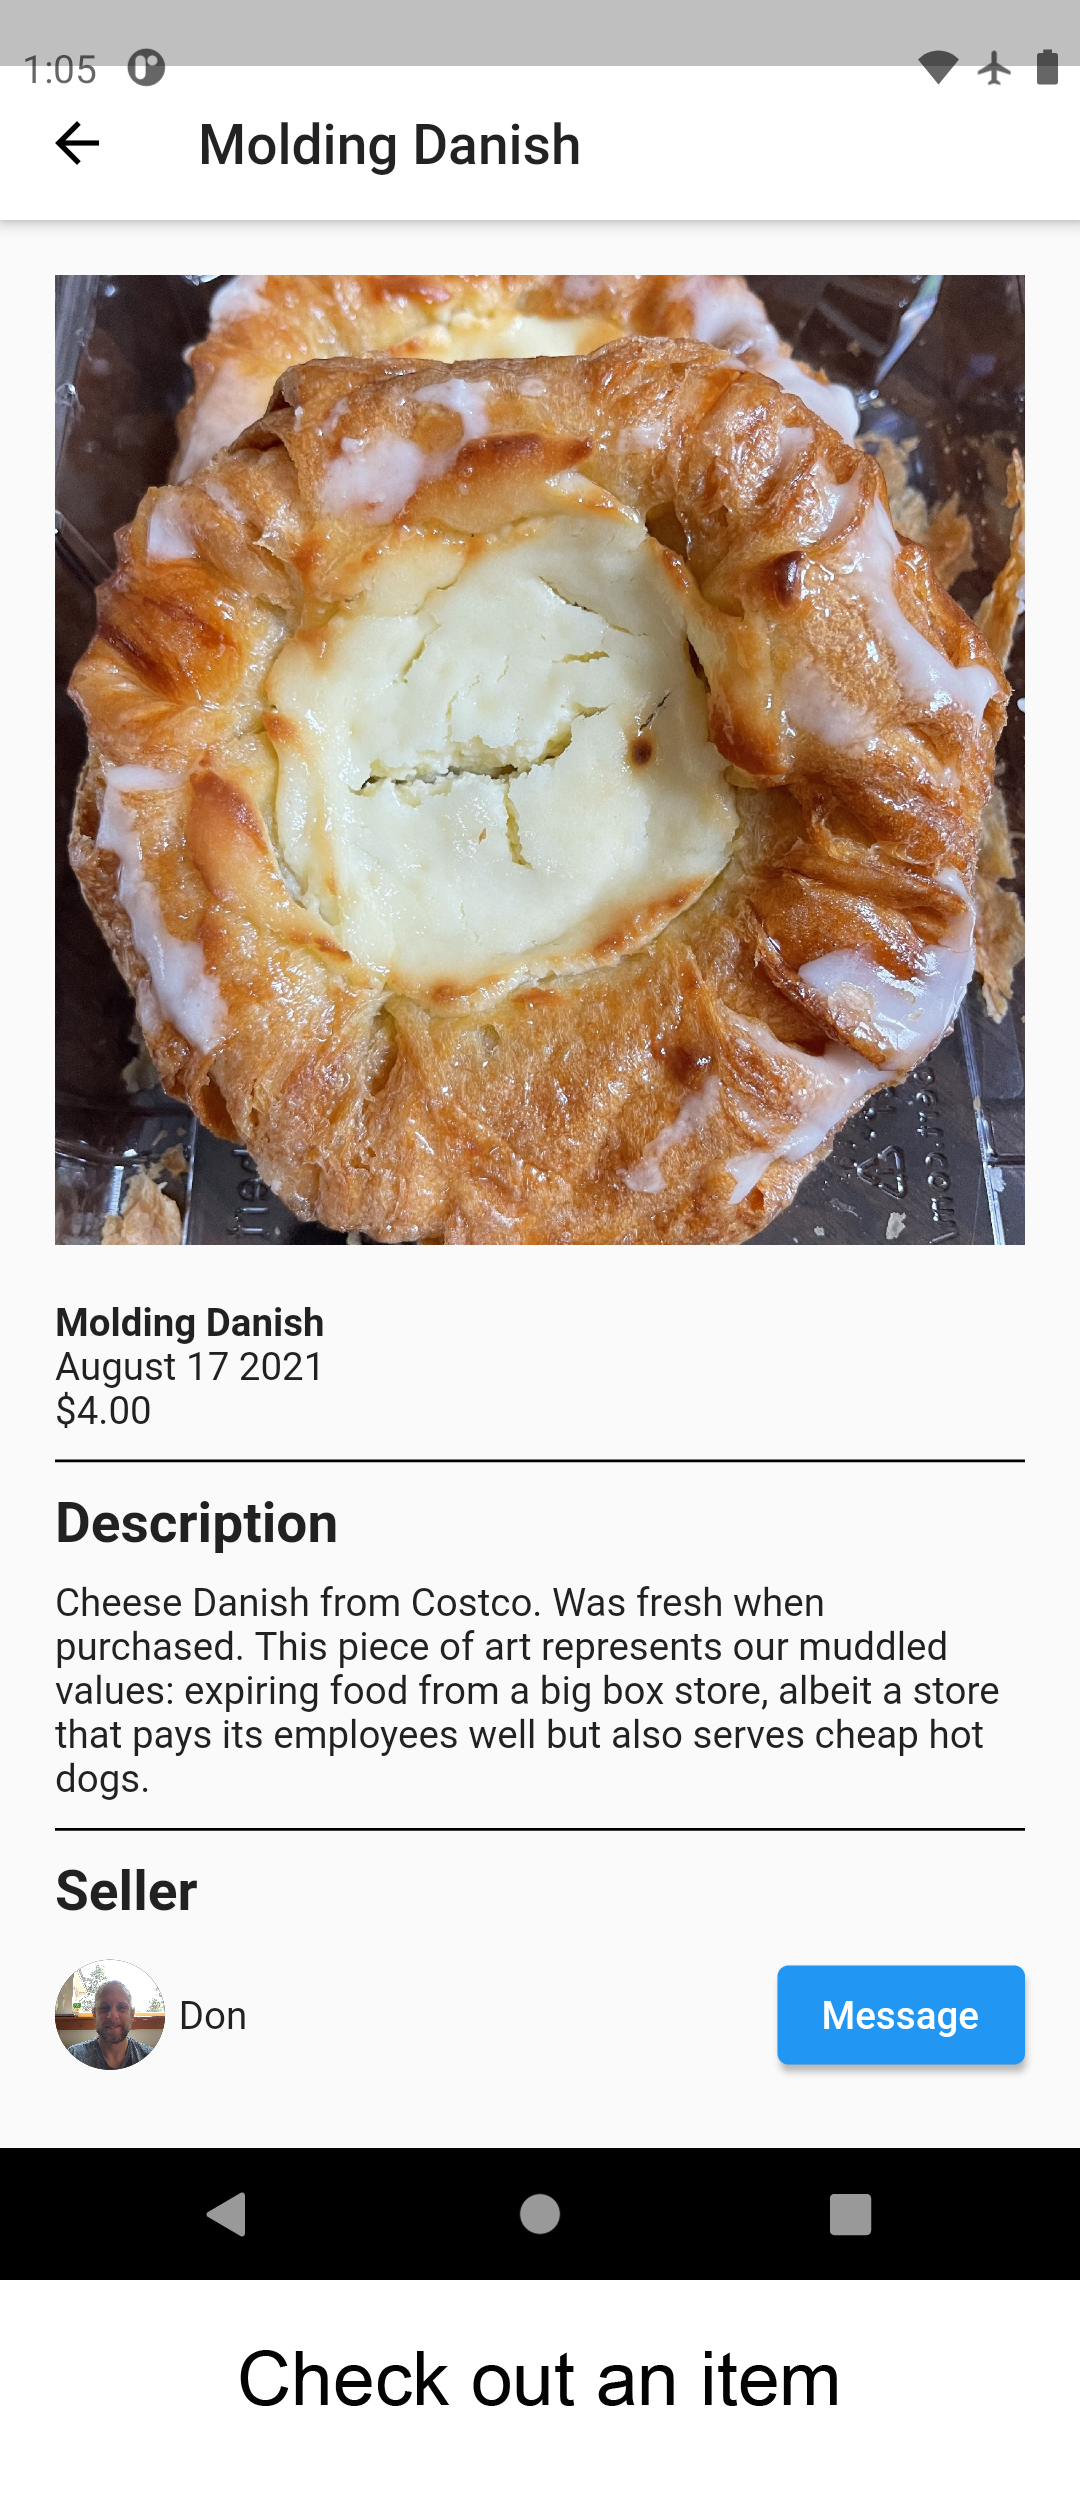 1:05
Molding Danish
Molding Danish
August 17 2021
$4.00
Description
Cheese Danish from Costco. Was fresh when
purchased. This piece of art represents our muddled
values: expiring food from a big box store, albeit a store
that pays its employees well but also serves cheap hot
dogs.
Seller
Don
Message
Check out an item